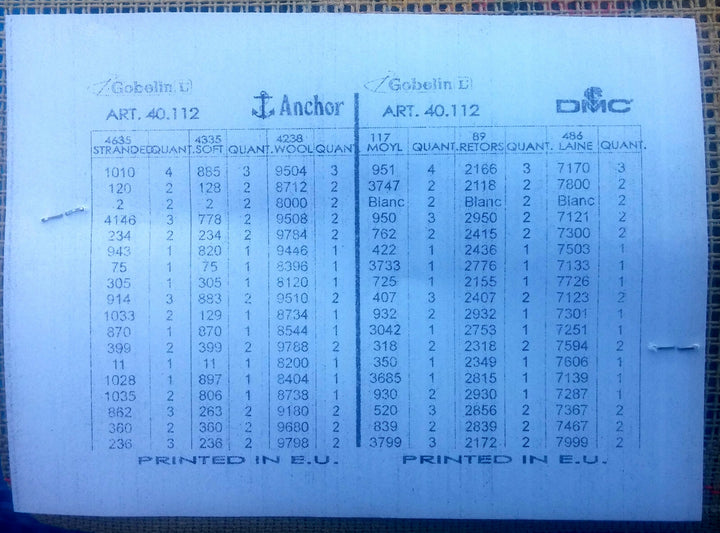 Gobelin L Gobelin L
ART. 40.112 Anchor ART. 40.112 DMC
4635 4335 4238 117 89 486
STRANDED QUANT. SOFT QUANT. WOOL QUANT. MOYL QUANT. RETORS QUANT. LAINE QUANT.
1010 4 885 3 9504 3 951 4 2166 3 7170 3
120 2 128 2 8712 2 3747 2 2118 2 7800 2
2 2 2 2 8000 2 Blanc 2 Blanc 2 Blanc 2
4146 3 778 2 9508 2 950 3 2950 2 7121 2
234 2 234 2 9784 2 762 2 2415 2 7300 2
943 1 820 1 9446 1 422 1 2436 1 7503 1
75 1 75 1 8396 1 3733 1 2776 1 7133 1
305 1 305 1 8120 1 725 1 2155 1 7726 1
914 3 883 2 9510 2 407 3 2407 2 7123 2
1033 2 129 1 8734 1 932 2 2932 1 7301 1
870 1 870 1 8544 1 3042 1 2753 1 7251 1
399 2 399 2 9788 2 318 2 2318 2 7594 2
11 1 11 1 8200 1 350 1 2349 1 7606 1
1028 1 897 1 8404 1 3685 1 2815 1 7139 1
1035 2 806 1 8738 1 930 2 2930 1 7287 1
862 3 263 2 9180 2 520 3 2856 2 7367 2
360 2 360 2 9680 2 839 2 2839 2 7467 2
236 3 236 2 9798 2 3799 3 2172 2 7999 2
PRINTED IN E.U. PRINTED IN E.U.